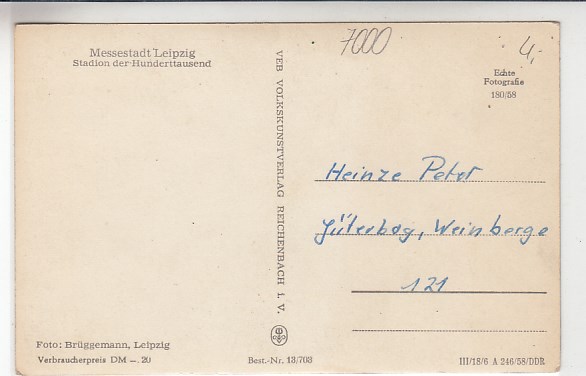 Messestadt Leipzig
Stadion der Hunderttausend
7000
4,-
Echte
Fotografie
180/58
VEB VOLKSKUNSTVERLAG REICHENBACH i. V.
Heinze Peter
Jüterbog, Weinberge
121
Foto: Brüggemann, Leipzig
Verbraucherpreis DM —. 20
Best.-Nr. 13/703
III/18/6 A 246/58/DDR